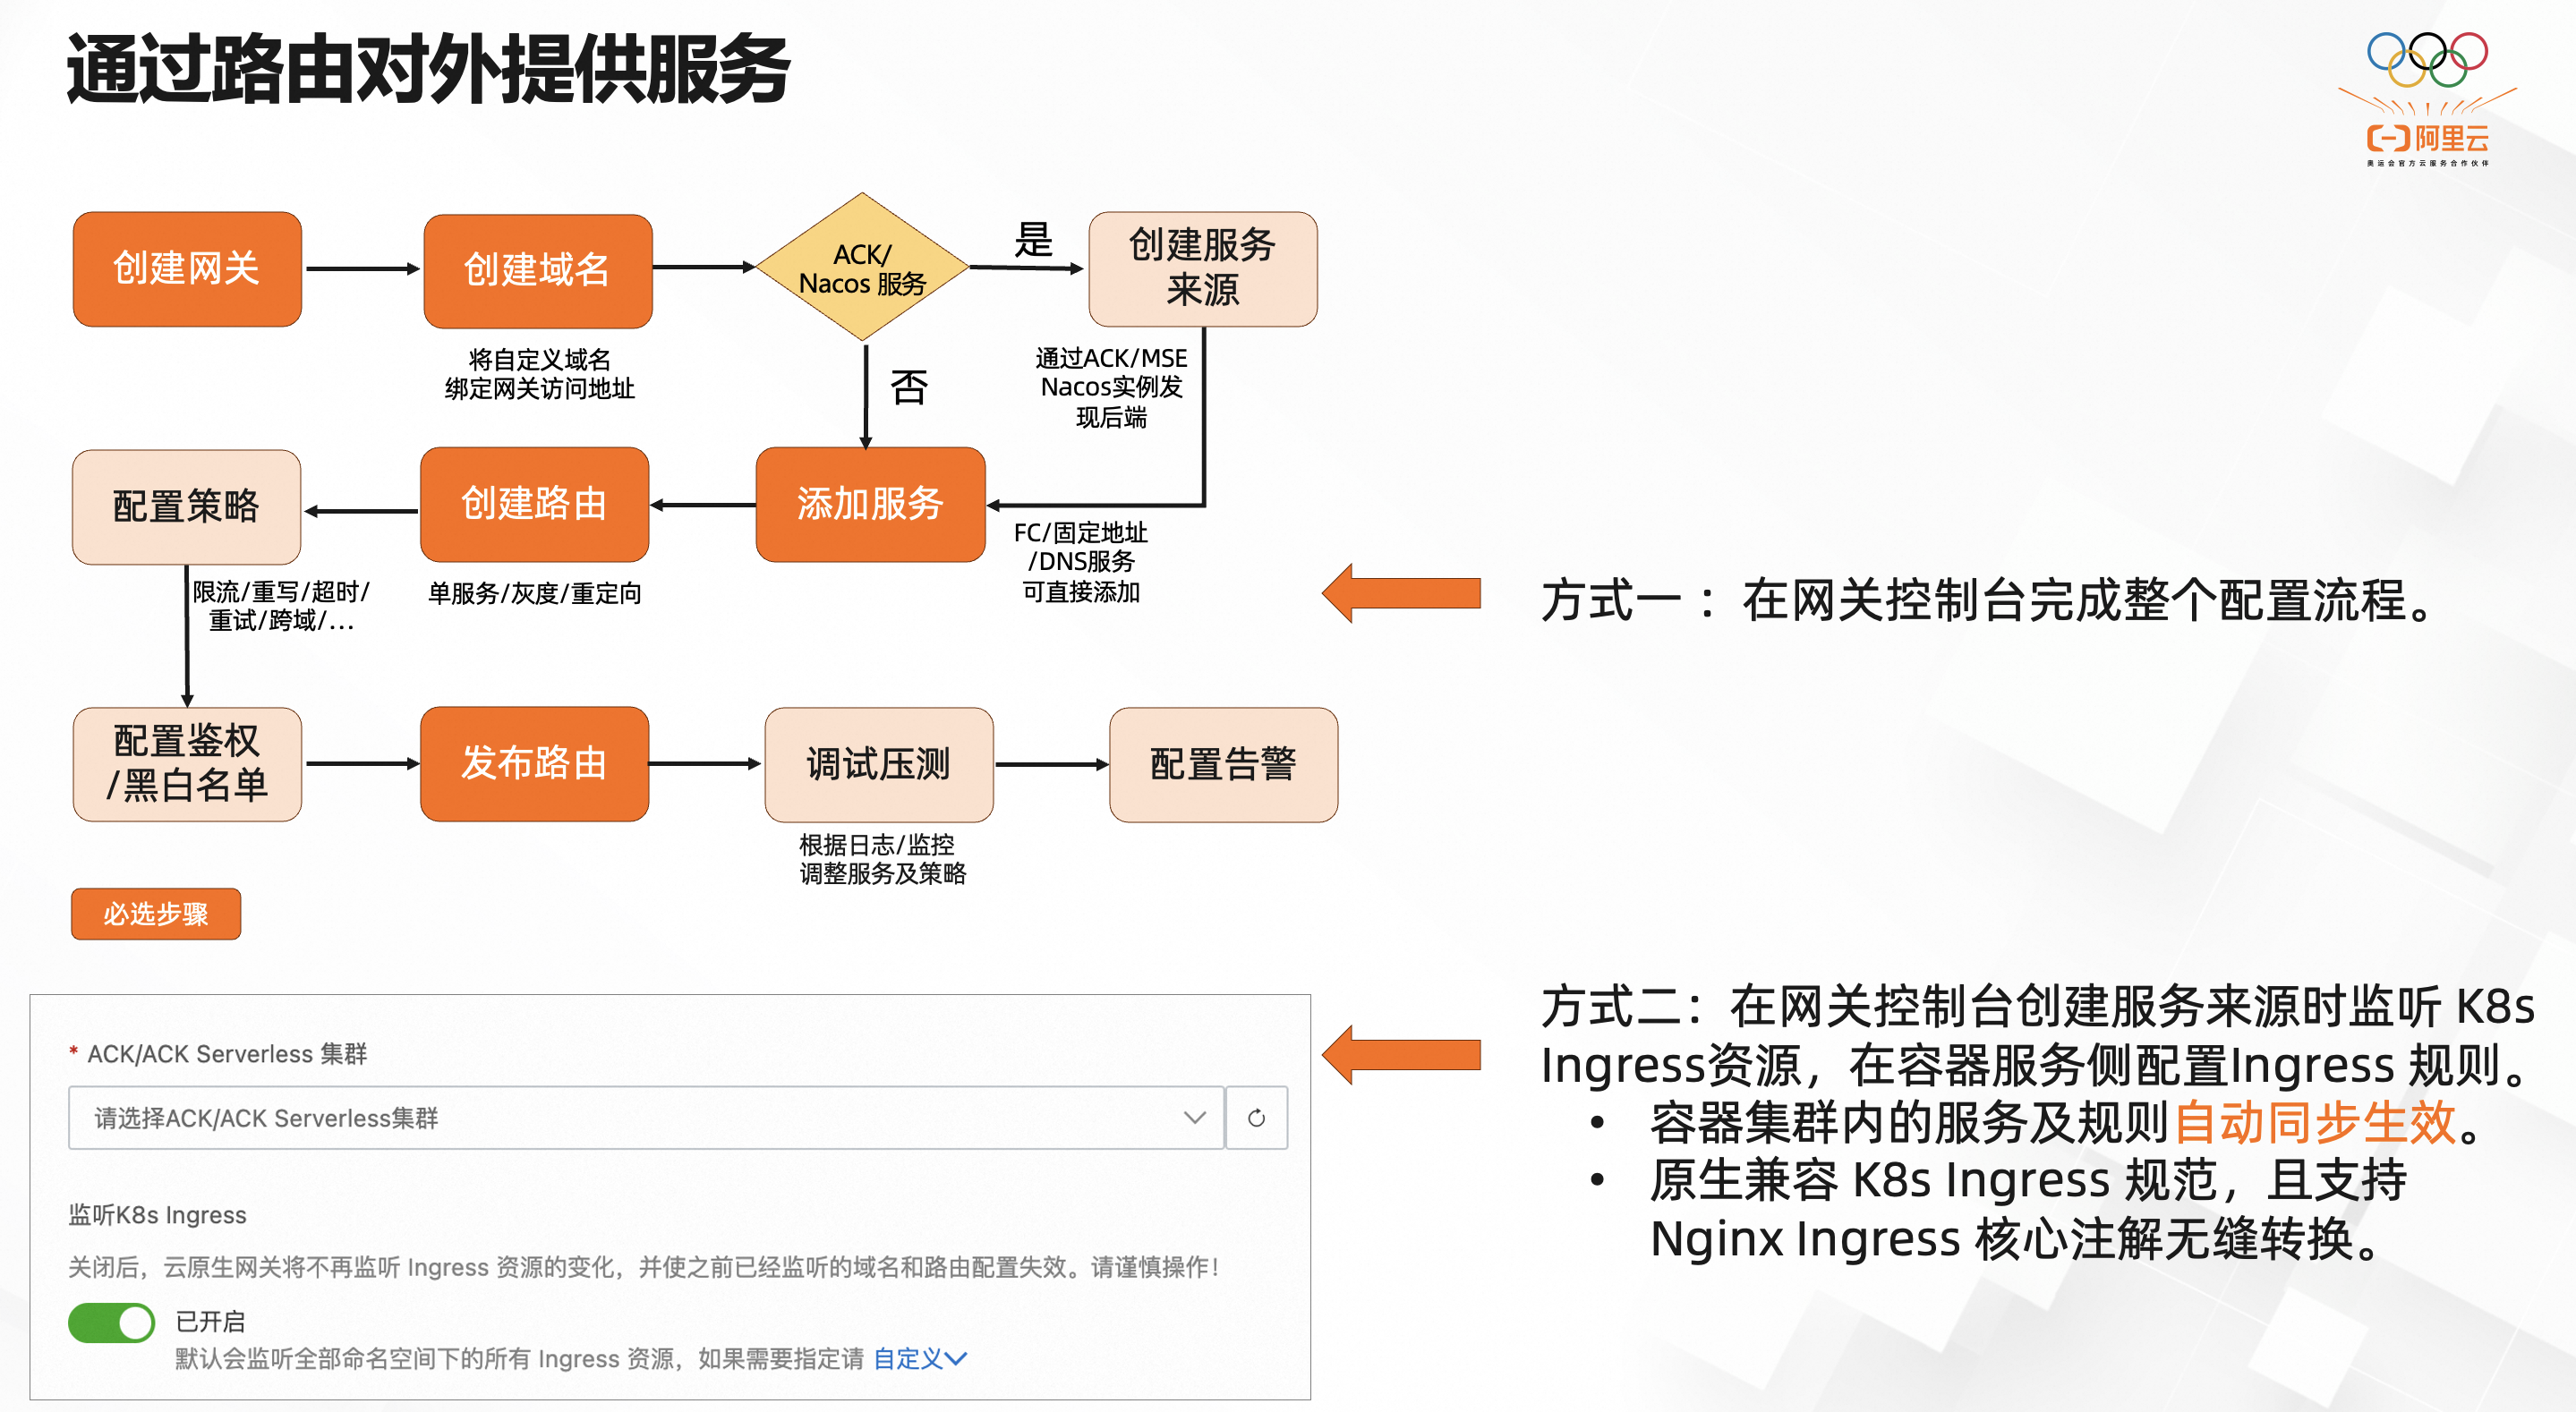 通过路由对外提供服务
阿里云
奥运会官方云服务合作伙伴
创建网关
创建域名
ACK/
Nacos 服务
是
创建服务
来源
将自定义域名
绑定网关访问地址
否
通过ACK/MSE
Nacos实例发
现后端
配置策略
创建路由
添加服务
FC/固定地址
/DNS服务
可直接添加
限流/重写/超时/
重试/跨域/...
单服务/灰度/重定向
方式一 ：在网关控制台完成整个配置流程。
配置鉴权
/黑白名单
发布路由
调试压测
配置告警
根据日志/监控
调整服务及策略
必选步骤
* ACK/ACK Serverless 集群
请选择ACK/ACK Serverless集群
监听K8s Ingress
关闭后，云原生网关将不再监听 Ingress 资源的变化，并使之前已经监听的域名和路由配置失效。请谨慎操作！
已开启
默认会监听全部命名空间下的所有 Ingress 资源，如果需要指定请 自定义
方式二：在网关控制台创建服务来源时监听 K8s
Ingress资源，在容器服务侧配置Ingress 规则。
• 容器集群内的服务及规则自动同步生效。
• 原生兼容 K8s Ingress 规范，且支持
Nginx Ingress 核心注解无缝转换。